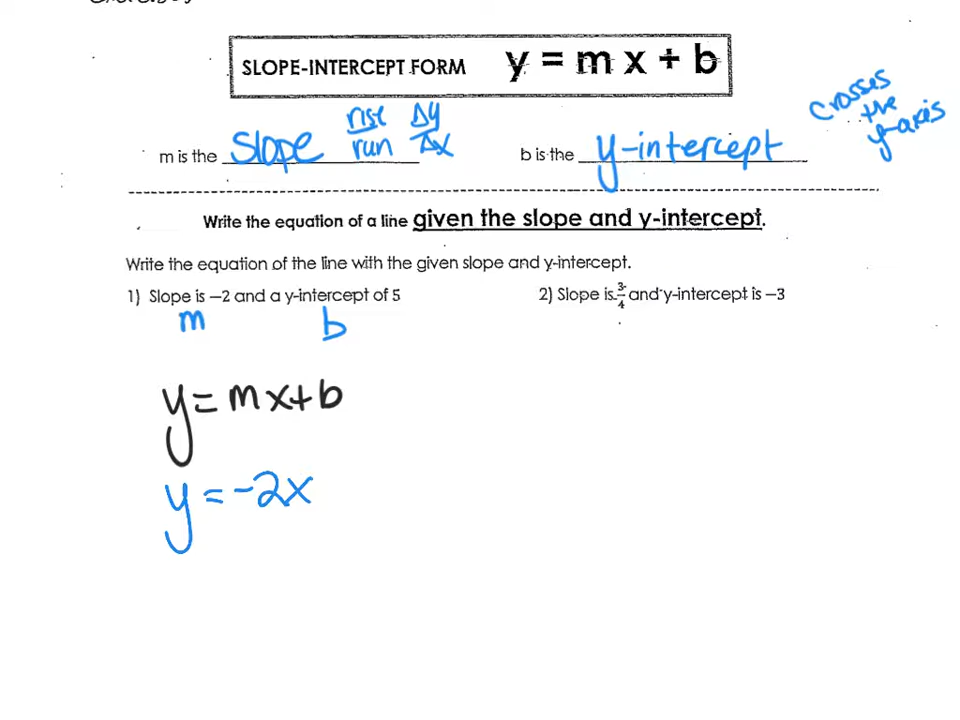 SLOPE-INTERCEPT FORM y = m x + b
m is the slope rise/run Δy/Δx
b is the y-intercept
crosses
the
y-axis
Write the equation of a line given the slope and y-intercept.
Write the equation of the line with the given slope and y-intercept.
1) Slope is −2 and a y-intercept of 5
m b
2) Slope is 3/4 and y-intercept is −3
y = mx+b
y = -2x